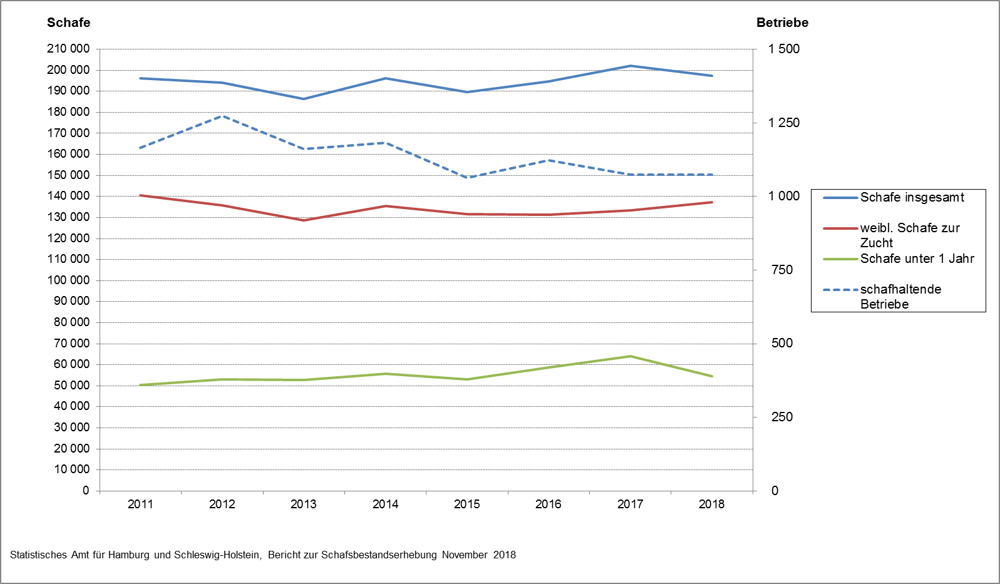 Schafe
Betriebe
210 000
200 000
190 000
180 000
170 000
160 000
150 000
140 000
130 000
120 000
110 000
100 000
90 000
80 000
70 000
60 000
50 000
40 000
30 000
20 000
10 000
0
1 500
1 250
1 000
750
500
250
0
2011 2012 2013 2014 2015 2016 2017 2018
Schafe insgesamt
weibl. Schafe zur
Zucht
Schafe unter 1 Jahr
schafhaltende
Betriebe
Statistisches Amt für Hamburg und Schleswig-Holstein, Bericht zur Schafsbestandserhebung November 2018